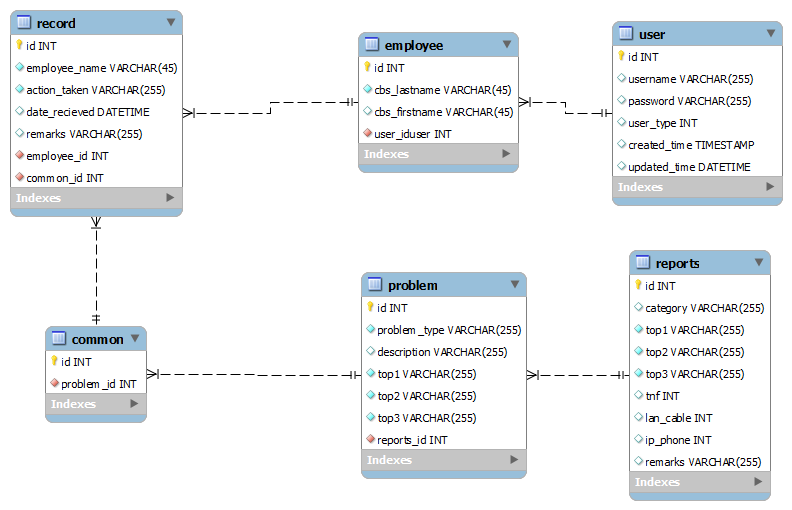 record
id INT
employee_name VARCHAR(45)
action_taken VARCHAR(255)
date_recieved DATETIME
remarks VARCHAR(255)
employee_id INT
common_id INT
Indexes
employee
id INT
cbs_lastname VARCHAR(45)
cbs_firstname VARCHAR(45)
user_iduser INT
Indexes
user
id INT
username VARCHAR(255)
password VARCHAR(255)
user_type INT
created_time TIMESTAMP
updated_time DATETIME
Indexes
common
id INT
problem_id INT
Indexes
problem
id INT
problem_type VARCHAR(255)
description VARCHAR(255)
top1 VARCHAR(255)
top2 VARCHAR(255)
top3 VARCHAR(255)
reports_id INT
Indexes
reports
id INT
category VARCHAR(255)
top1 VARCHAR(255)
top2 VARCHAR(255)
top3 VARCHAR(255)
tnf INT
lan_cable INT
ip_phone INT
remarks VARCHAR(255)
Indexes